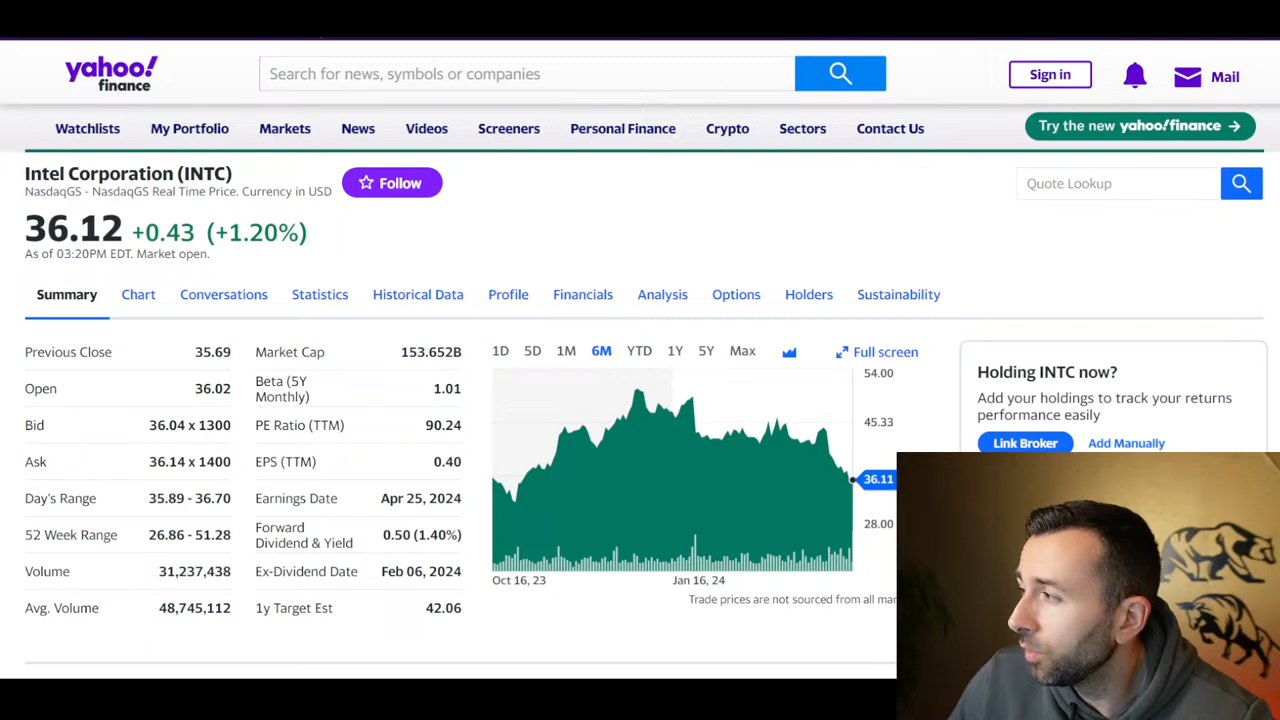 yahoo!
finance
Search for news, symbols or companies
Sign in
Mail
Watchlists My Portfolio Markets News Videos Screeners Personal Finance Crypto Sectors Contact Us
Try the new yahoo!finance →
Intel Corporation (INTC)
NasdaqGS - NasdaqGS Real Time Price. Currency in USD
Follow
Quote Lookup
36.12 +0.43 (+1.20%)
As of 03:20PM EDT. Market open.
Summary Chart Conversations Statistics Historical Data Profile Financials Analysis Options Holders Sustainability
Previous Close 35.69
Open 36.02
Bid 36.04 x 1300
Ask 36.14 x 1400
Day's Range 35.89 - 36.70
52 Week Range 26.86 - 51.28
Volume 31,237,438
Avg. Volume 48,745,112
Market Cap 153.652B
Beta (5Y
Monthly) 1.01
PE Ratio (TTM) 90.24
EPS (TTM) 0.40
Earnings Date Apr 25, 2024
Forward
Dividend & Yield 0.50 (1.40%)
Ex-Dividend Date Feb 06, 2024
1y Target Est 42.06
1D 5D 1M 6M YTD 1Y 5Y Max
Full screen
54.00
45.33
36.11
28.00
Oct 16, 23 Jan 16, 24
Trade prices are not sourced from all mar
Holding INTC now?
Add your holdings to track your returns
performance easily
Link Broker Add Manually